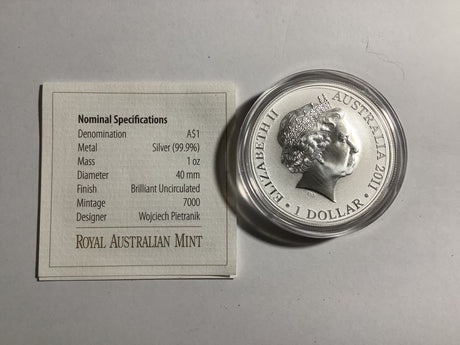 Nominal Specifications
Denomination A$1
Metal Silver (99.9%)
Mass 1 oz
Diameter 40 mm
Finish Brilliant Uncirculated
Mintage 7000
Designer Wojciech Pietranik
ROYAL AUSTRALIAN MINT
ELIZABETH II
AUSTRALIA 2011
· 1 DOLLAR ·